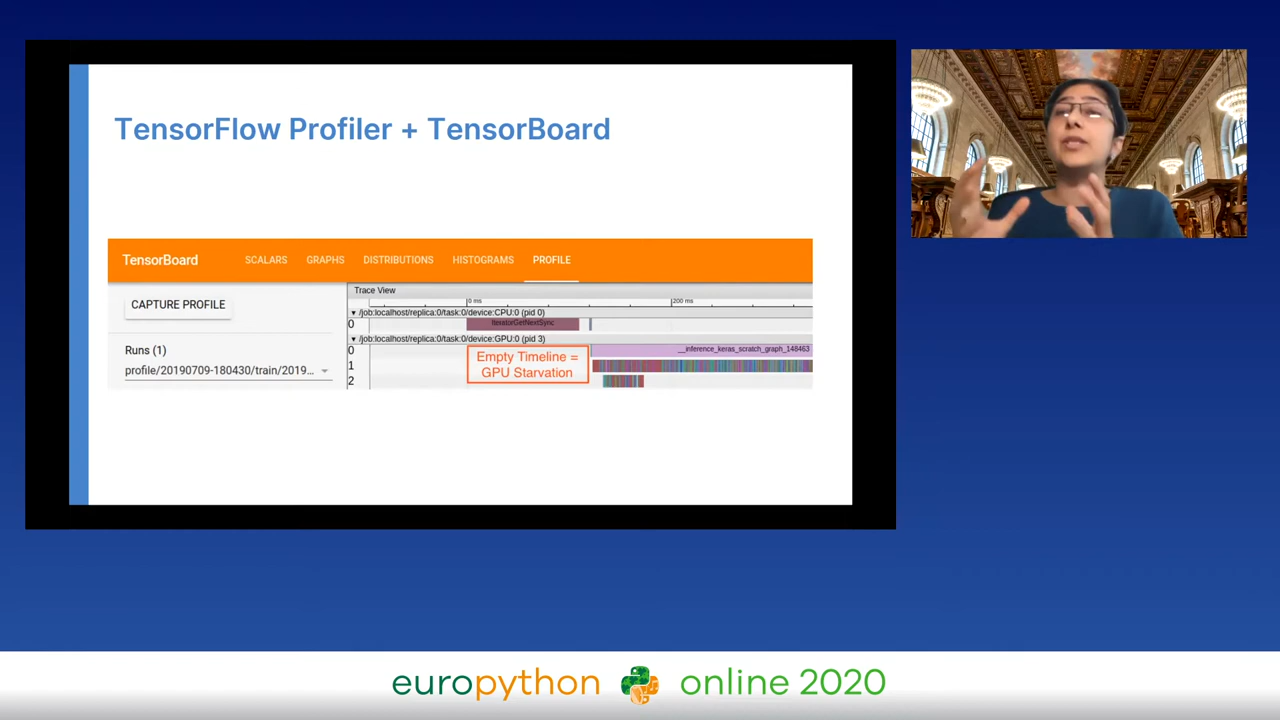 TensorFlow Profiler + TensorBoard
TensorBoard
SCALARS
GRAPHS
DISTRIBUTIONS
HISTOGRAMS
PROFILE
CAPTURE PROFILE
Runs (1)
profile/20190709-180430/train/2019...
Trace View
0 ms
200 ms
/job:localhost/replica:0/task:0/device:CPU:0 (pid 0)
0
IteratorGetNextSync
/job:localhost/replica:0/task:0/device:GPU:0 (pid 3)
0
__inference_keras_scratch_graph_148463
1
2
Empty Timeline =
GPU Starvation
europython online 2020